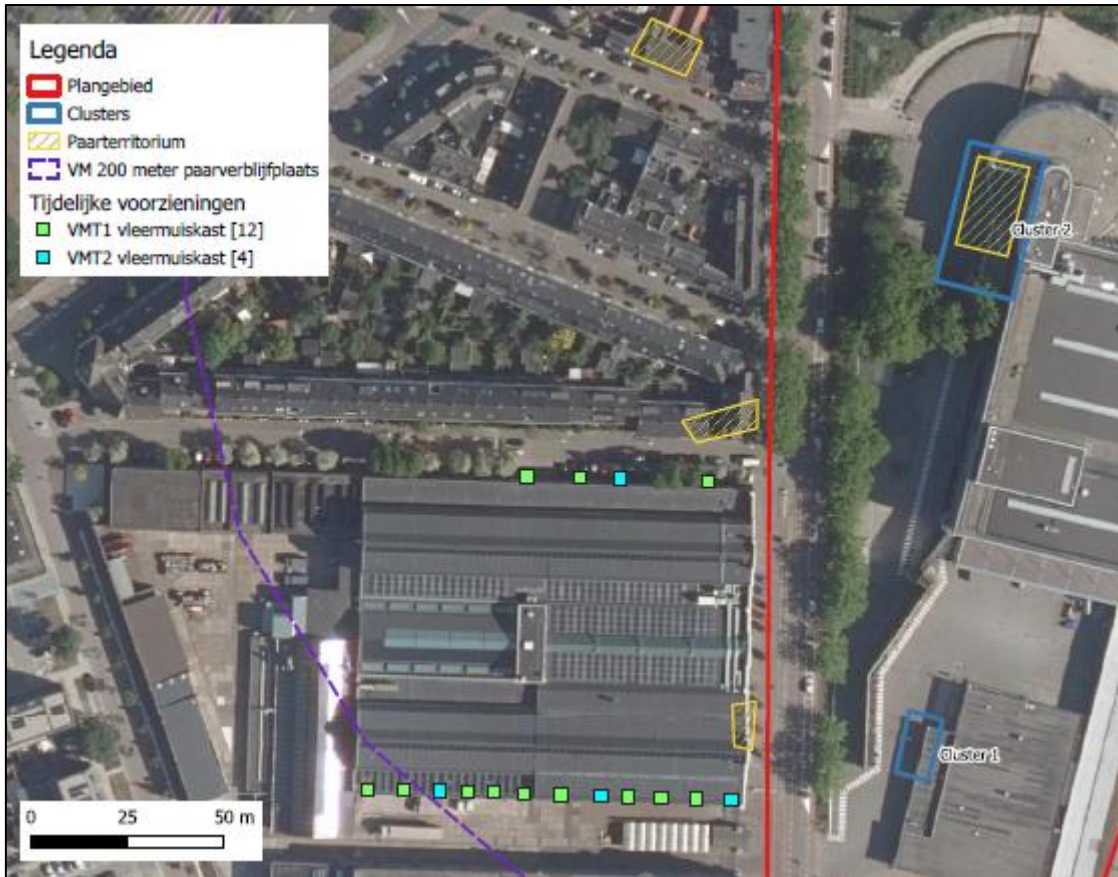 Legenda
Plangebied
Clusters
Paarterritorium
VM 200 meter paarverblijfplaats
Tijdelijke voorzieningen
VMT1 vleermuiskast [12]
VMT2 vleermuiskast [4]
Cluster 2
Cluster 1
0 25 50 m